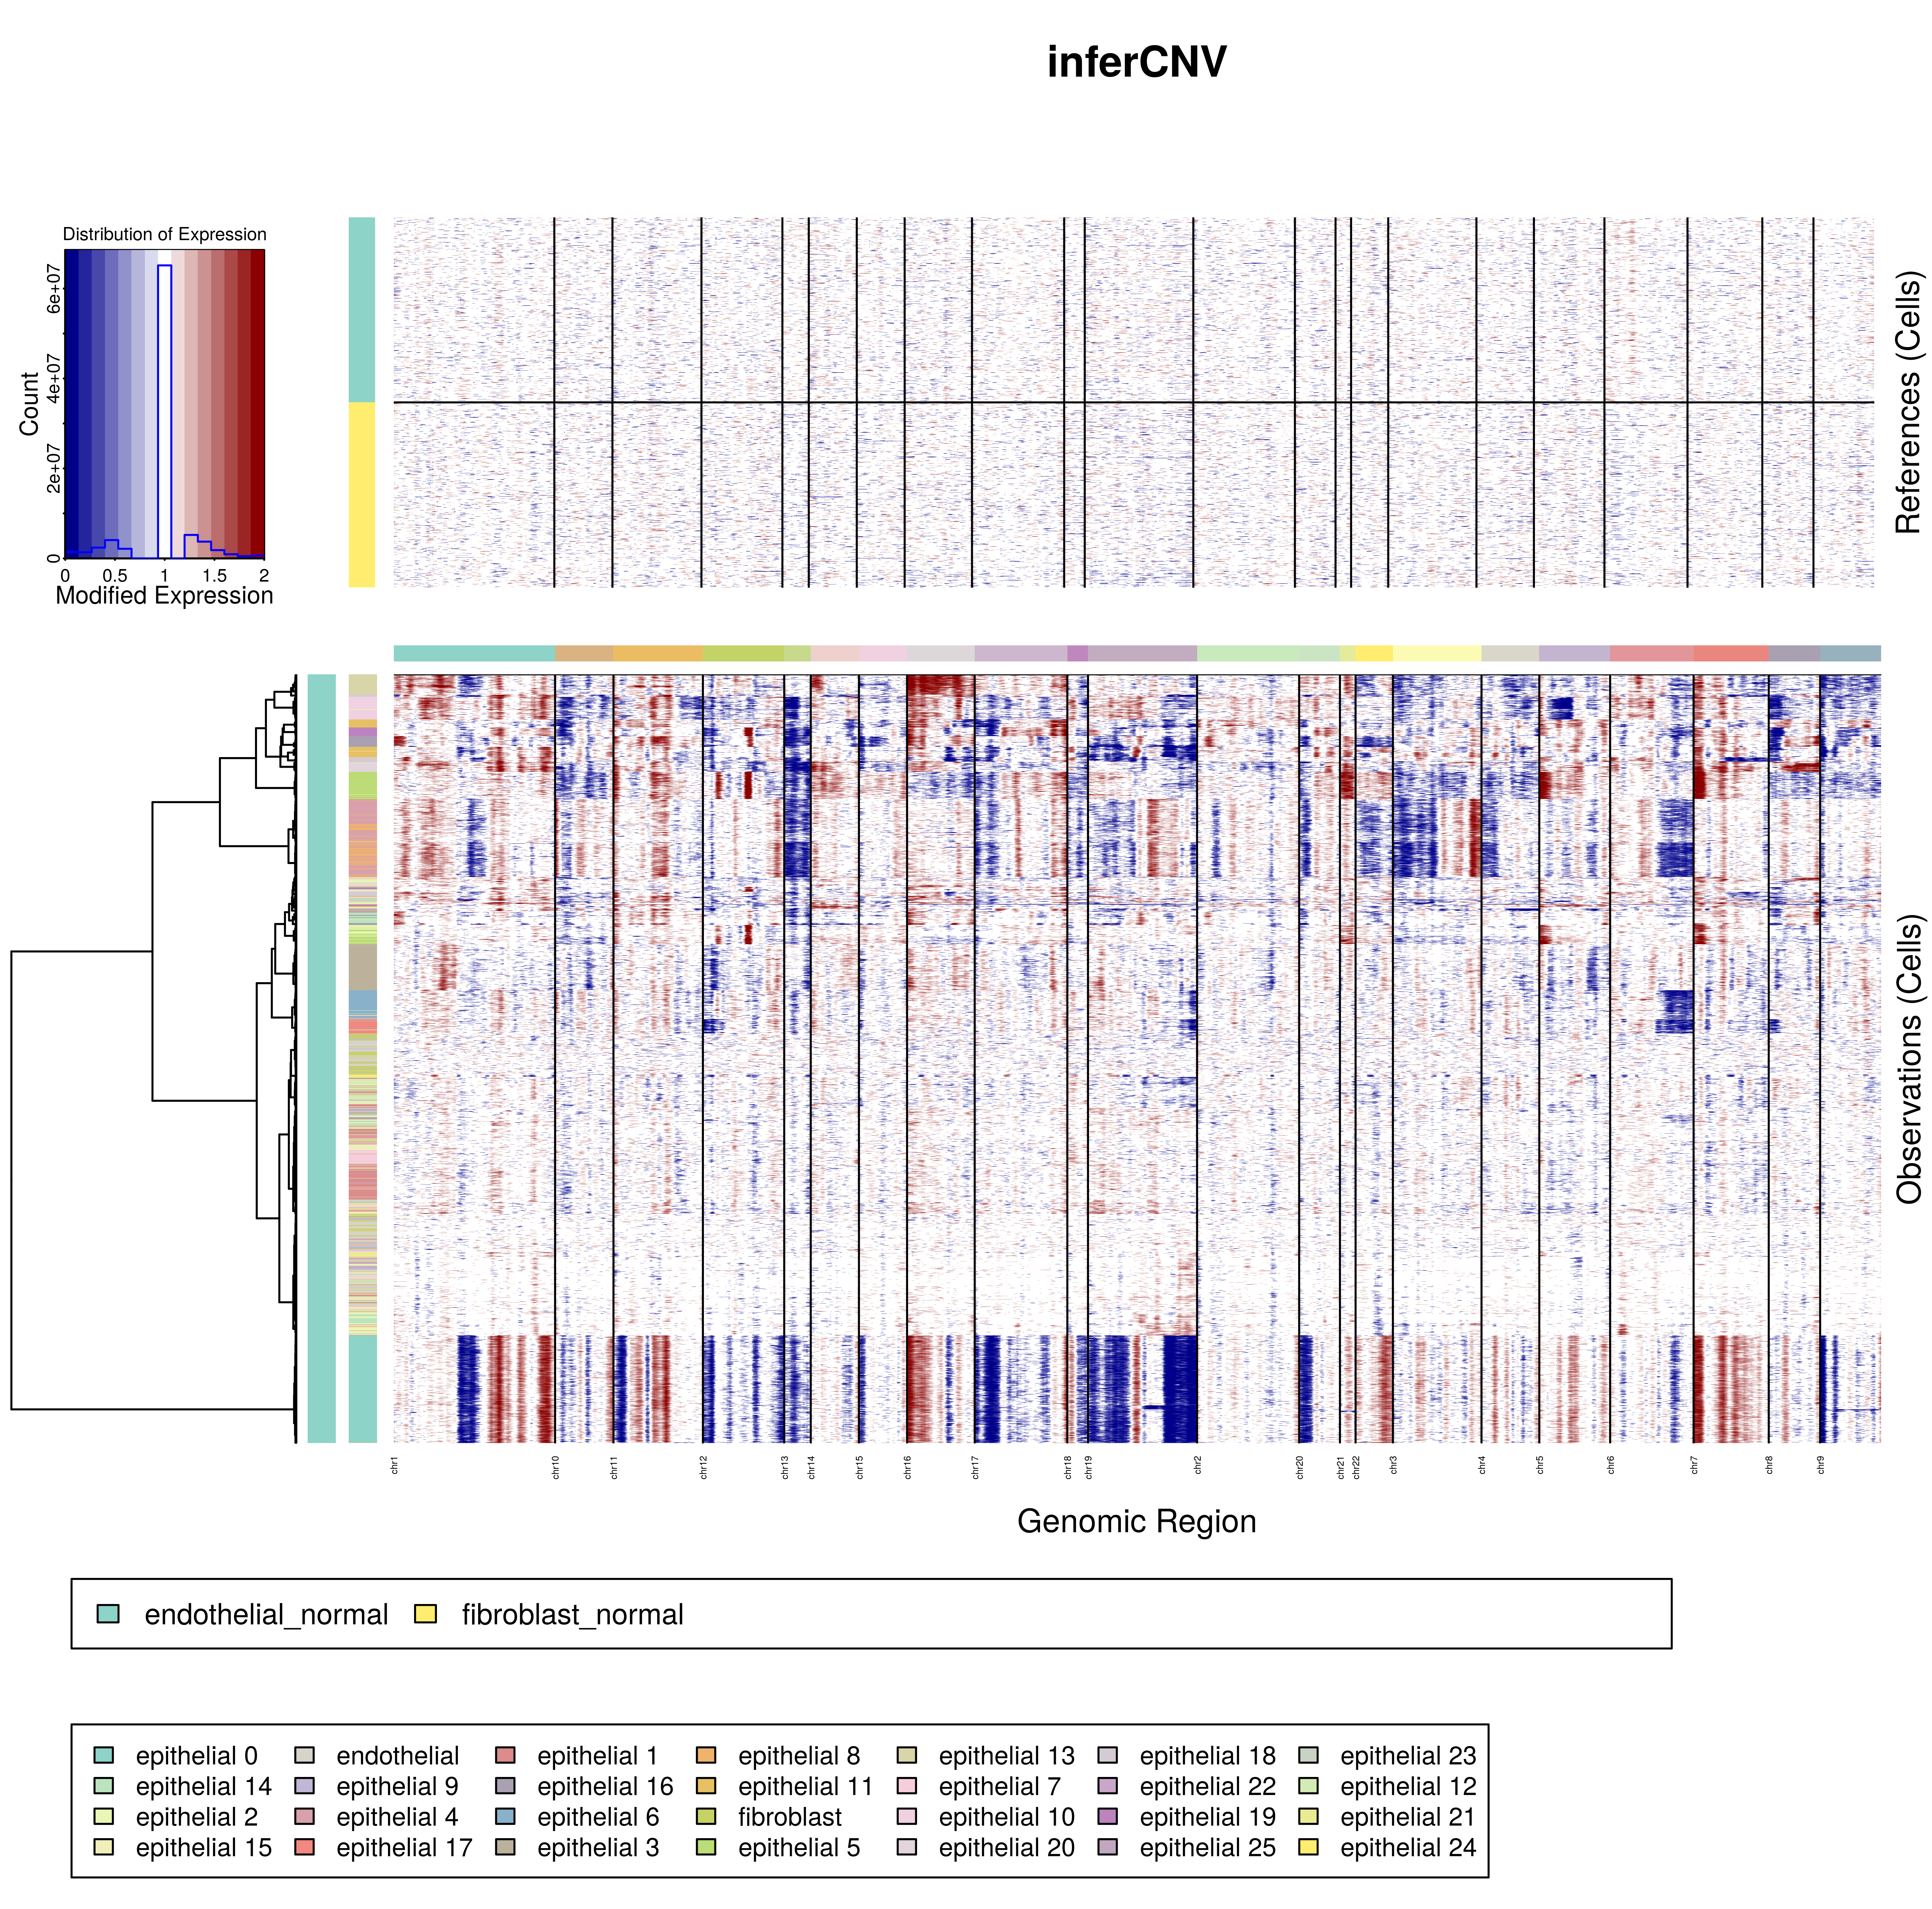 inferCNV
Distribution of Expression
Count
0 2e+07 4e+07 6e+07
0 0.5 1 1.5 2
Modified Expression
References (Cells)
Observations (Cells)
chr1 chr10 chr11 chr12 chr13 chr14 chr15 chr16 chr17 chr18 chr19 chr2 chr20 chr21 chr22 chr3 chr4 chr5 chr6 chr7 chr8 chr9
Genomic Region
endothelial_normal fibroblast_normal
epithelial 0 endothelial epithelial 1 epithelial 8 epithelial 13 epithelial 18 epithelial 23
epithelial 14 epithelial 9 epithelial 16 epithelial 11 epithelial 7 epithelial 22 epithelial 12
epithelial 2 epithelial 4 epithelial 6 fibroblast epithelial 10 epithelial 19 epithelial 21
epithelial 15 epithelial 17 epithelial 3 epithelial 5 epithelial 20 epithelial 25 epithelial 24